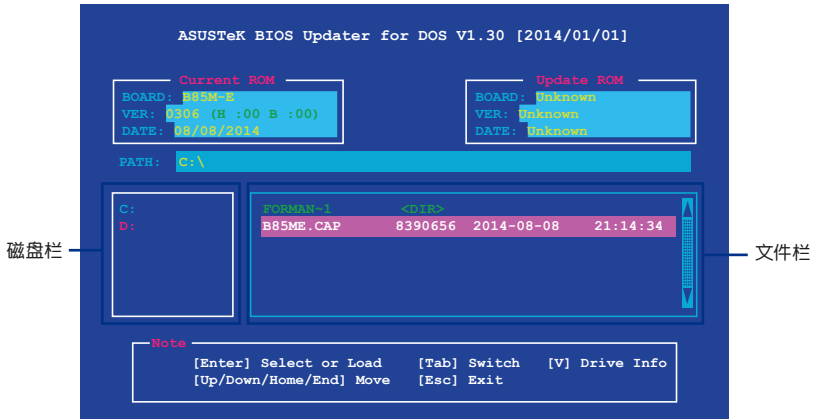 ASUSTeK BIOS Updater for DOS V1.30 [2014/01/01]
Current ROM
BOARD: B85M-E
VER: 0306 (H :00 B :00)
DATE: 08/08/2014
Update ROM
BOARD: Unknown
VER: Unknown
DATE: Unknown
PATH: C:\
磁盘栏
C:
D:
FORMAN~1 <DIR>
B85ME.CAP 8390656 2014-08-08 21:14:34
文件栏
Note
[Enter] Select or Load [Tab] Switch [V] Drive Info
[Up/Down/Home/End] Move [Esc] Exit